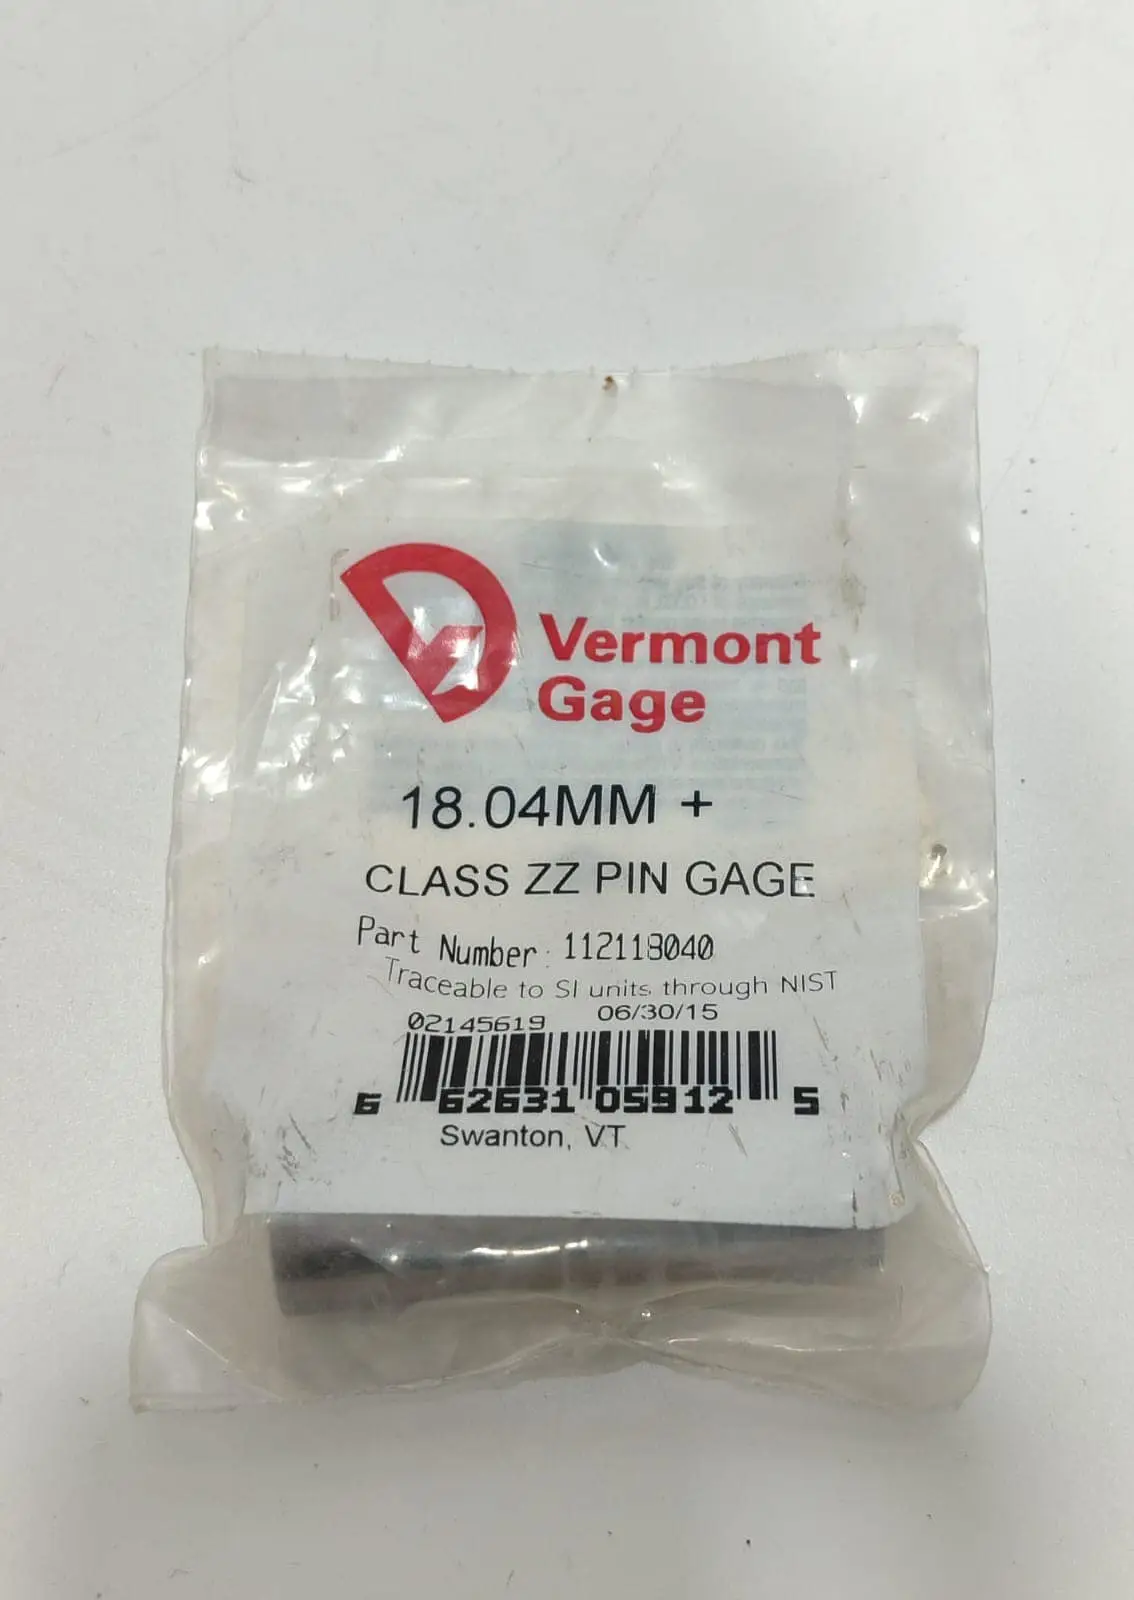 Vermont
Gage
18.04MM +
CLASS ZZ PIN GAGE
Part Number: 112118040
Traceable to SI units through NIST
02145619 06/30/15
6 62631 05912 5
Swanton, VT